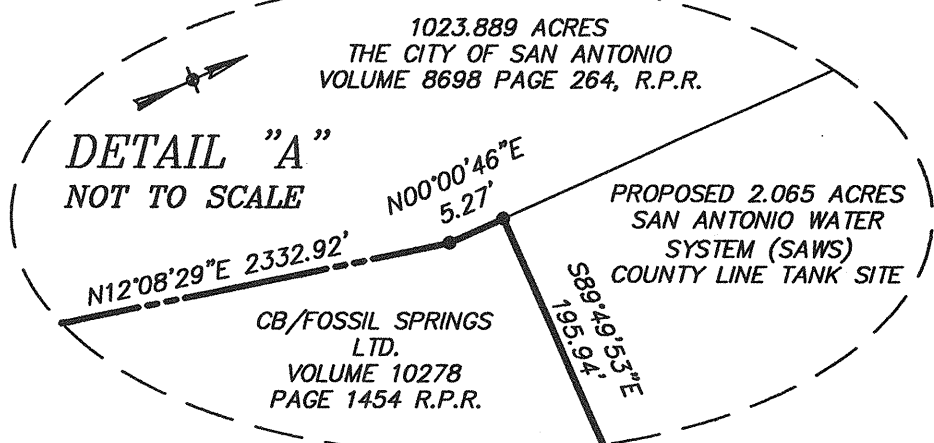 1023.889 ACRES
THE CITY OF SAN ANTONIO
VOLUME 8698 PAGE 264, R.P.R.
DETAIL "A"
NOT TO SCALE
N00°00'46"E
5.27'
PROPOSED 2.065 ACRES
SAN ANTONIO WATER
SYSTEM (SAWS)
COUNTY LINE TANK SITE
N12°08'29"E 2332.92'
S89°49'53"E
195.94'
CB/FOSSIL SPRINGS
LTD.
VOLUME 10278
PAGE 1454 R.P.R.